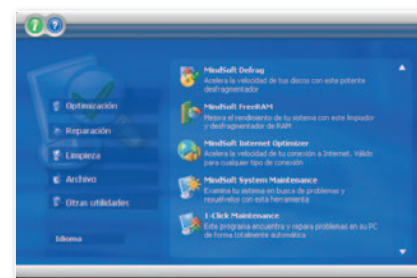 Optimización
Reparación
Limpieza
Archivo
Otras utilidades
Idioma
MindSoft Defrag
Acelera la velocidad de tus discos con este potente
desfragmentador
MindSoft FreeRAM
Mejora el rendimiento de tu sistema con este limpiador
y desfragmentador de RAM
MindSoft Internet Optimizer
Acelera la velocidad de tu conexión a Internet. Válido
para cualquier tipo de conexión
MindSoft System Maintenance
Examina tu sistema en busca de problemas y
resuélvelos con esta herramienta
1-Click Maintenance
Este programa encuentra y repara problemas en su PC
de forma totalmente automática